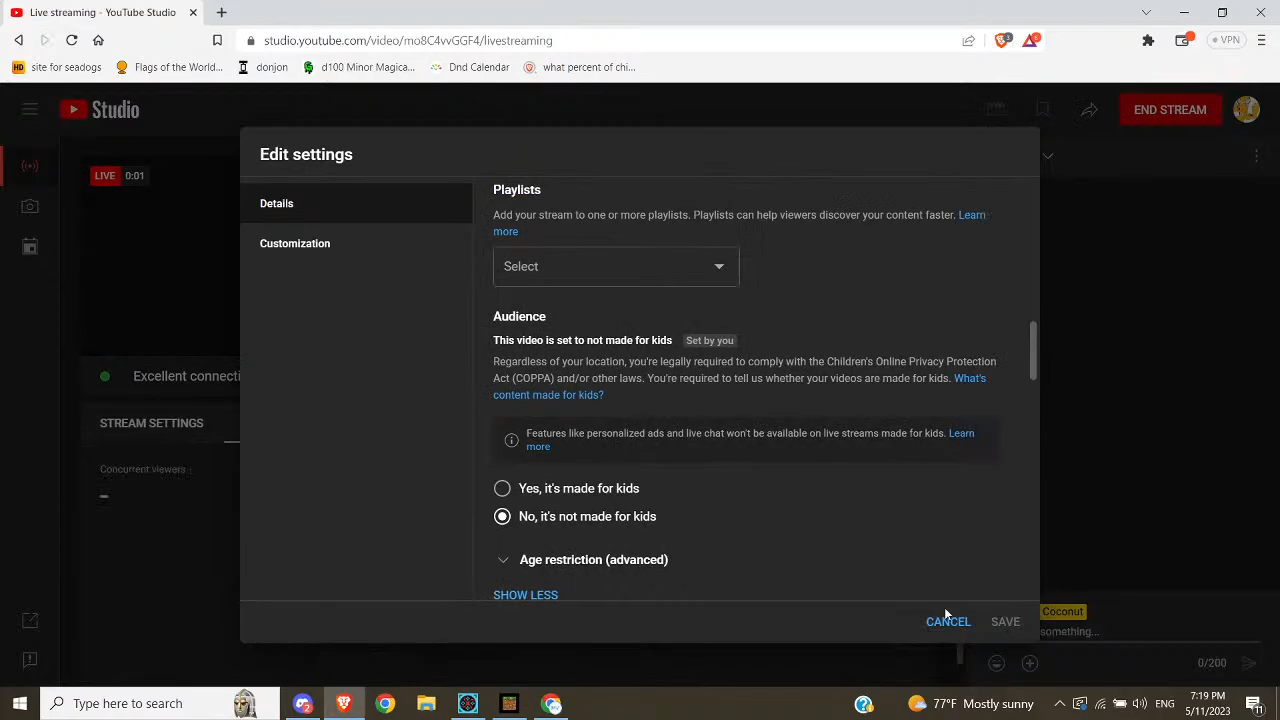 Live streaming - YouTube Studio
studio.youtube.com/video/mo8C4vvGGF4/livestreaming
3
6
VPN
HD site for seadogs
Flags of the World...
donjon
0100 Minor Magica...
Odd Calendar
what percent of chi...
Studio
END STREAM
LIVE 0:01
Edit settings
Details
Customization
Playlists
Add your stream to one or more playlists. Playlists can help viewers discover your content faster. Learn
more
Select
Audience
This video is set to not made for kids Set by you
Regardless of your location, you're legally required to comply with the Children's Online Privacy Protection
Act (COPPA) and/or other laws. You're required to tell us whether your videos are made for kids. What's
content made for kids?
Features like personalized ads and live chat won't be available on live streams made for kids. Learn
more
Yes, it's made for kids
No, it's not made for kids
Age restriction (advanced)
SHOW LESS
CANCEL
SAVE
Excellent connecti
STREAM SETTINGS
Concurrent viewers
Coconut
something...
0/200
Type here to search
77°F Mostly sunny
ENG
7:19 PM
5/11/2023